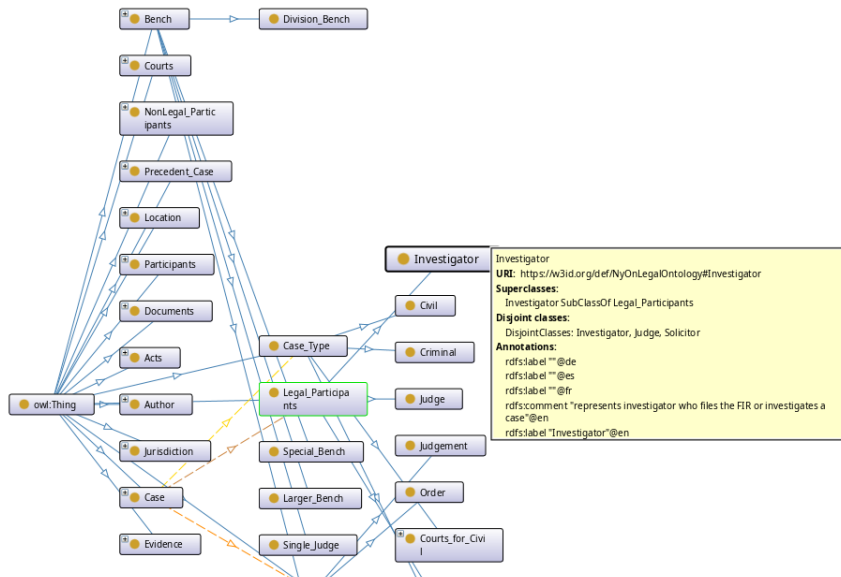 Bench
Division_Bench
Courts
NonLegal_Partic
ipants
Precedent_Case
Location
Participants
Documents
Acts
owl:Thing
Author
Jurisdiction
Case
Evidence
Case_Type
Legal_Participa
nts
Special_Bench
Larger_Bench
Single_Judge
Investigator
Civil
Criminal
Judge
Judgement
Order
Courts_for_Civi
l
Investigator
URI: https://w3id.org/def/NyOnLegalOntology#Investigator
Superclasses:
Investigator SubClassOf Legal_Participants
Disjoint classes:
DisjointClasses: Investigator, Judge, Solicitor
Annotations:
rdfs:label ""@de
rdfs:label ""@es
rdfs:label ""@fr
rdfs:comment "represents investigator who files the FIR or investigates a
case"@en
rdfs:label "Investigator"@en